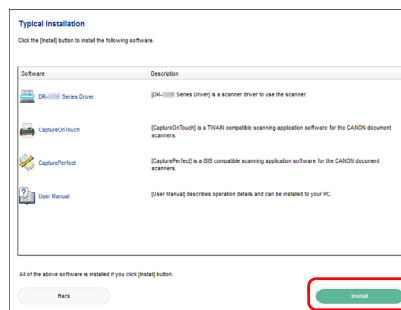 Typical Installation
Click the [Install] button to install the following software.
Software Description
DR- Series Driver [DR- Series Driver] is a scanner driver to use the scanner.
CaptureOnTouch [CaptureOnTouch] is a TWAIN compatible scanning application software for the CANON document
scanners.
CapturePerfect [CapturePerfect] is a ISIS compatible scanning application software for the CANON document
scanners.
User Manual [User Manual] describes operation details and can be installed to your PC.
All of the above software is installed if you click [Install] button.
Back Install